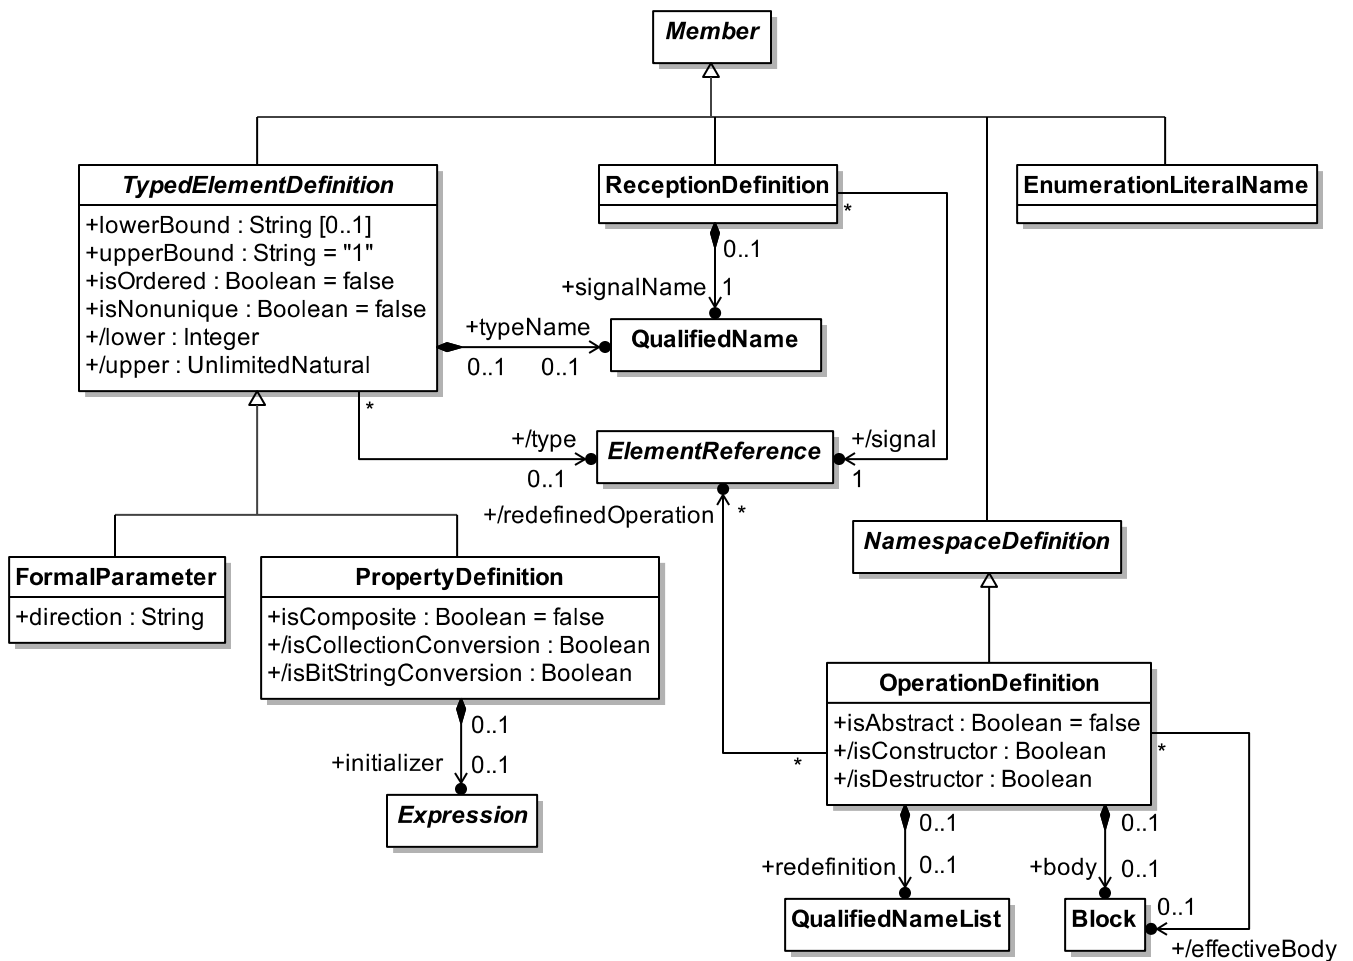 Member
TypedElementDefinition
+lowerBound : String [0..1]
+upperBound : String = "1"
+isOrdered : Boolean = false
+isNonunique : Boolean = false
+/lower : Integer
+/upper : UnlimitedNatural
ReceptionDefinition
*
EnumerationLiteralName
0..1
+signalName
1
+typeName
0..1
0..1
QualifiedName
*
+/type
0..1
ElementReference
+/signal
1
+/redefinedOperation
*
NamespaceDefinition
FormalParameter
+direction : String
PropertyDefinition
+isComposite : Boolean = false
+/isCollectionConversion : Boolean
+/isBitStringConversion : Boolean
0..1
+initializer
0..1
Expression
OperationDefinition
+isAbstract : Boolean = false
+/isConstructor : Boolean
+/isDestructor : Boolean
*
*
0..1
+redefinition
0..1
QualifiedNameList
0..1
+body
0..1
Block
0..1
+/effectiveBody